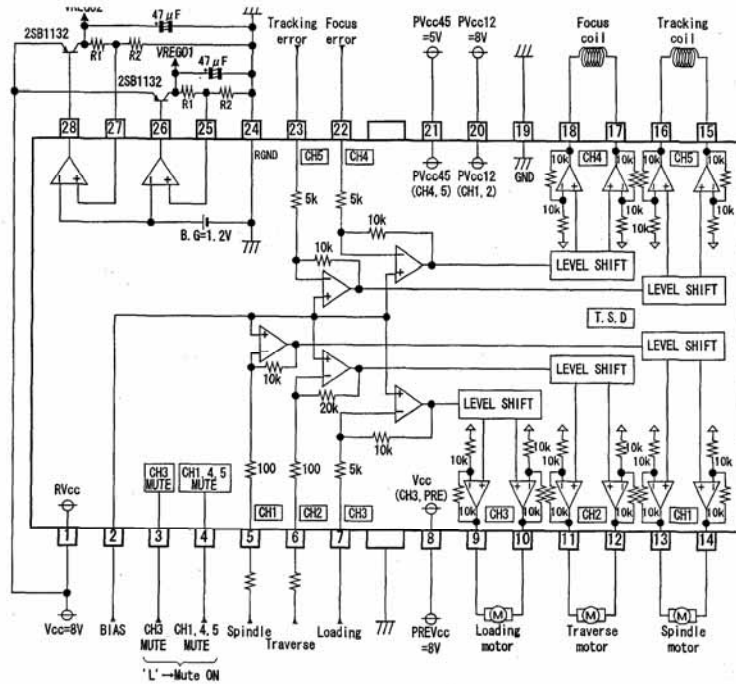 VREGO2
47μF
2SB1132
R1
R2
VREGO1
47μF
2SB1132
R1
R2
Tracking error
Focus error
PVcc45 =5V
PVcc12 =8V
Focus coil
Tracking coil
28
27
26
25
24
23
22
21
20
19
18
17
16
15
RGND
CH5
CH4
PVcc45 (CH4, 5)
PVcc12 (CH1, 2)
GND
10k
CH4
10k
10k
CH5
10k
10k
10k
10k
10k
5k
5k
10k
B.G=1.2V
10k
LEVEL SHIFT
LEVEL SHIFT
T.S.D
LEVEL SHIFT
10k
LEVEL SHIFT
20k
LEVEL SHIFT
10k
10k
10k
10k
10k
10k
10k
10k
10k
10k
10k
10k
10k
CH3 MUTE
CH1, 4, 5 MUTE
100
100
5k
RVcc
Vcc (CH3, PRE)
CH1
CH2
CH3
CH3
CH2
CH1
1
2
3
4
5
6
7
8
9
10
11
12
13
14
Vcc=8V
BIAS
CH3 MUTE
CH1, 4, 5 MUTE
Spindle
Traverse
Loading
PREVcc =8V
M
Loading motor
M
Traverse motor
M
Spindle motor
'L'→Mute ON